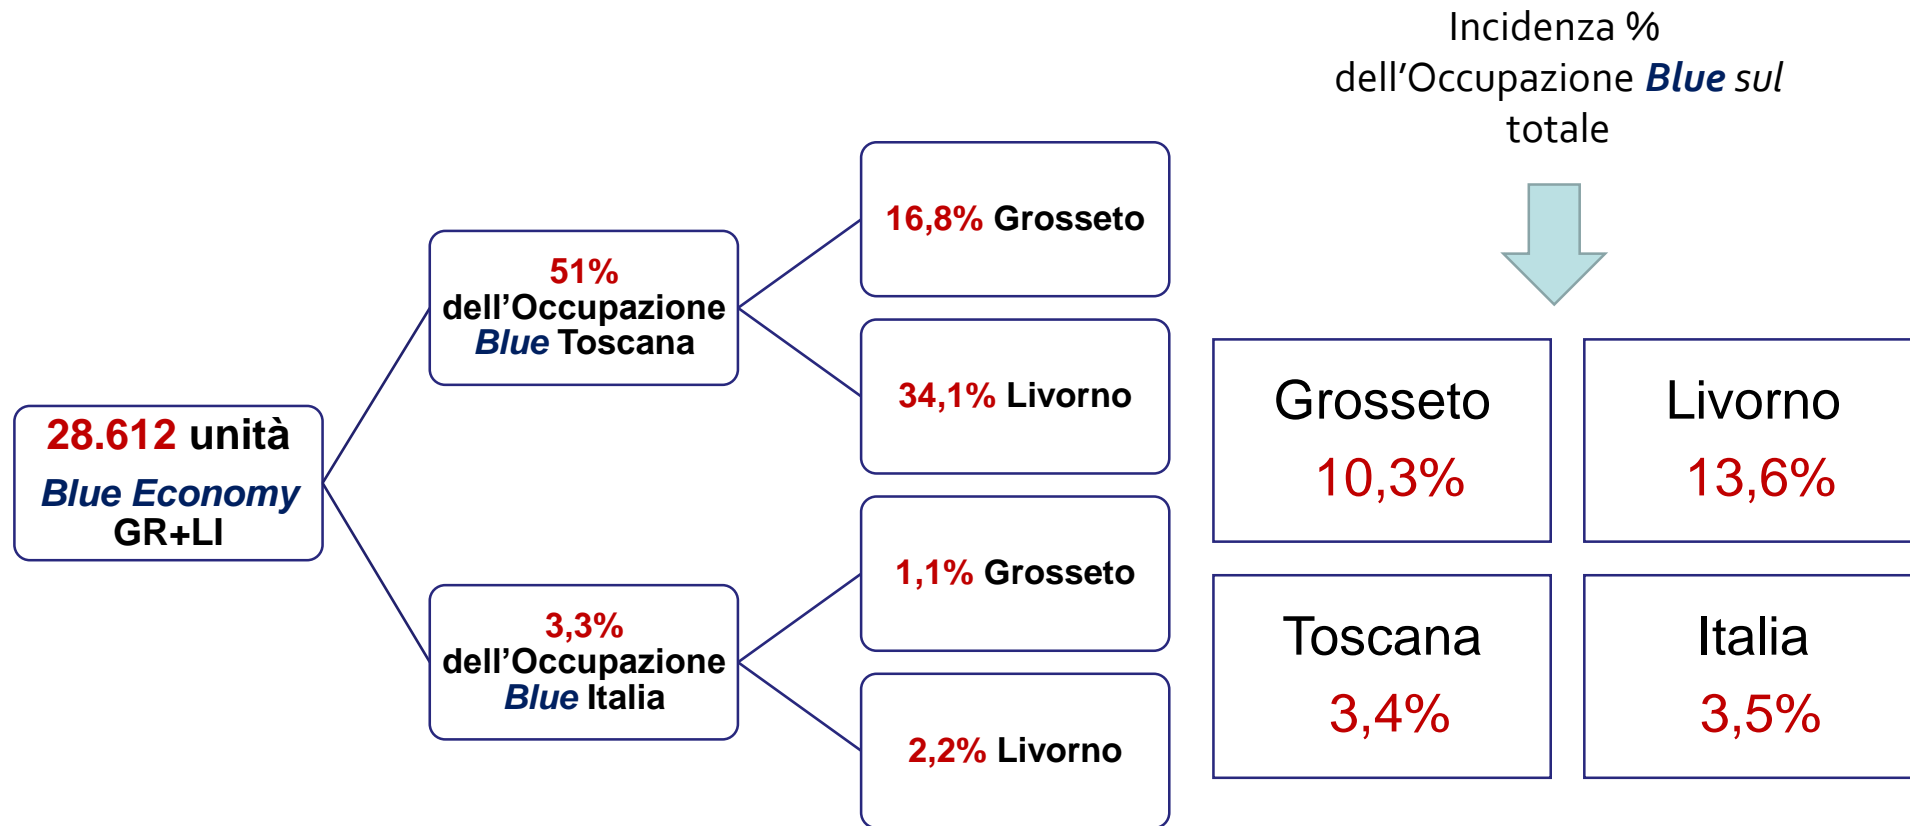 Incidenza %
dell’Occupazione Blue sul
totale
28.612 unità
Blue Economy
GR+LI
51%
dell’Occupazione
Blue Toscana
3,3%
dell’Occupazione
Blue Italia
16,8% Grosseto
34,1% Livorno
1,1% Grosseto
2,2% Livorno
Grosseto
10,3%
Livorno
13,6%
Toscana
3,4%
Italia
3,5%